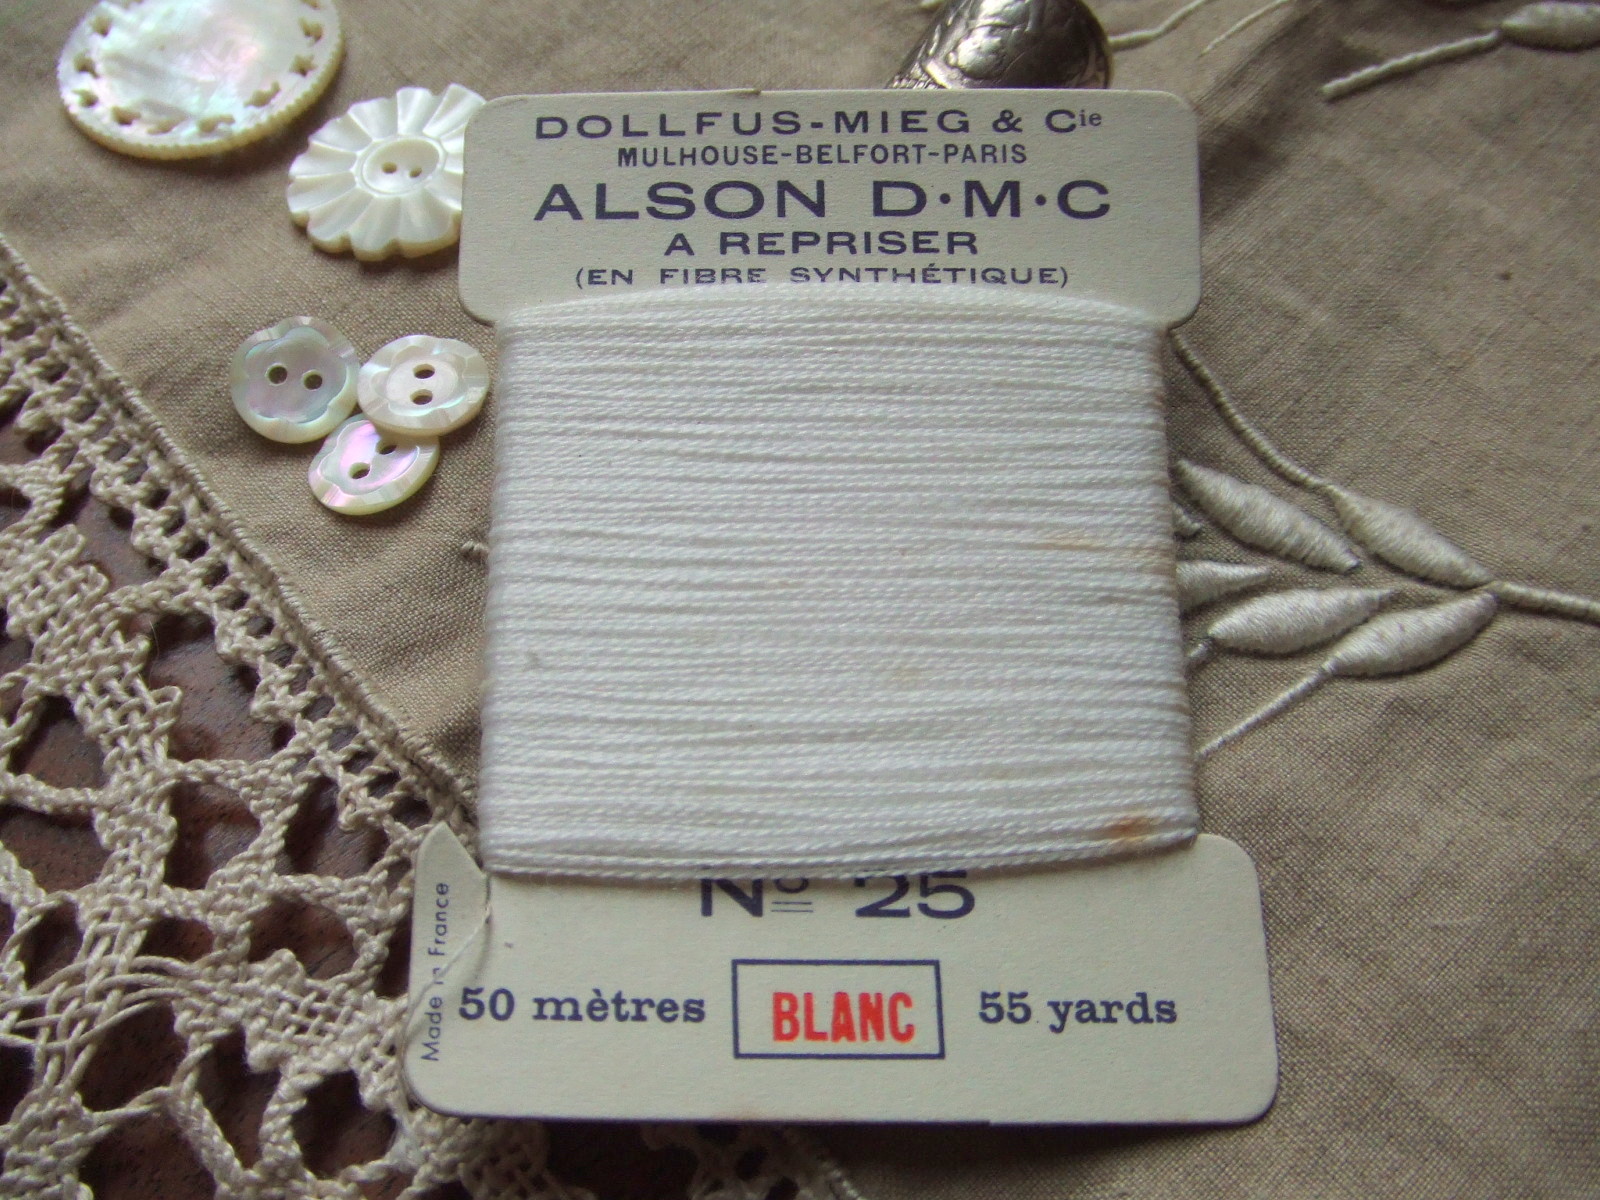 DOLLFUS-MIEG & Cie
MULHOUSE-BELFORT-PARIS
ALSON D·M·C
A REPRISER
(EN FIBRE SYNTHÉTIQUE)
No 25
50 mètres BLANC 55 yards
Made in France